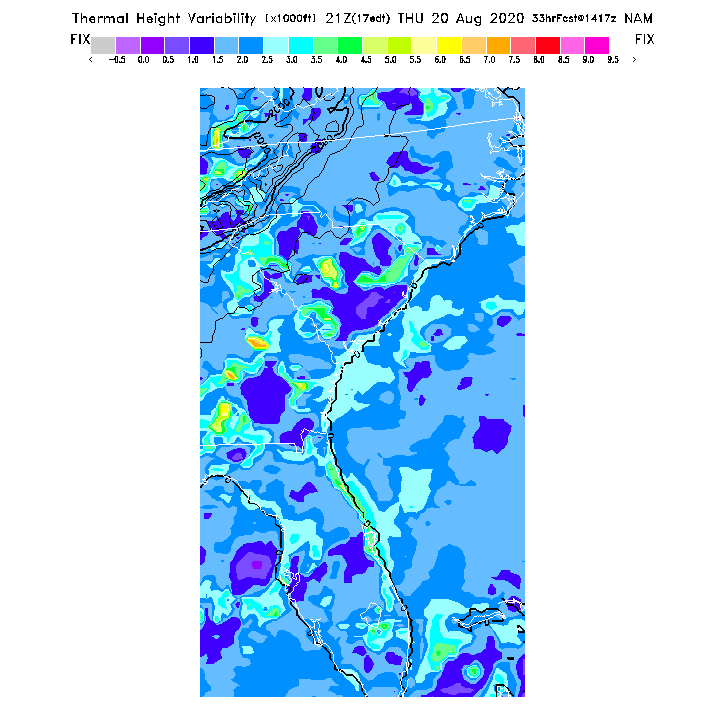 Thermal Height Variability [x1000ft] 21Z(17edt) THU 20 Aug 2020 33hrFcst@1417z NAM
FIX FIX
< -0.5 0.0 0.5 1.0 1.5 2.0 2.5 3.0 3.5 4.0 4.5 5.0 5.5 6.0 6.5 7.0 7.5 8.0 8.5 9.0 9.5 >